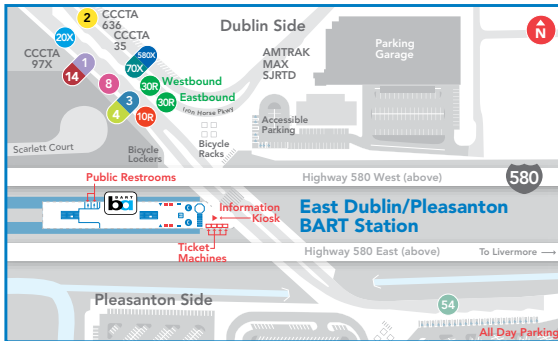 2
CCCTA
636
CCCTA
35
20X
CCCTA
97X
580X
70X
1
14
8
30R
Westbound
3
4
30R
Eastbound
10R
Iron Horse Pkwy
Dublin Side
AMTRAK
MAX
SJRTD
Parking
Garage
N
Accessible
Parking
Scarlett Court
Bicycle
Lockers
Bicycle
Racks
Public Restrooms
Highway 580 West (above)
580
BART
ba
Information
Kiosk
East Dublin/Pleasanton
BART Station
Ticket
Machines
Highway 580 East (above)
To Livermore
Pleasanton Side
54
All Day Parking